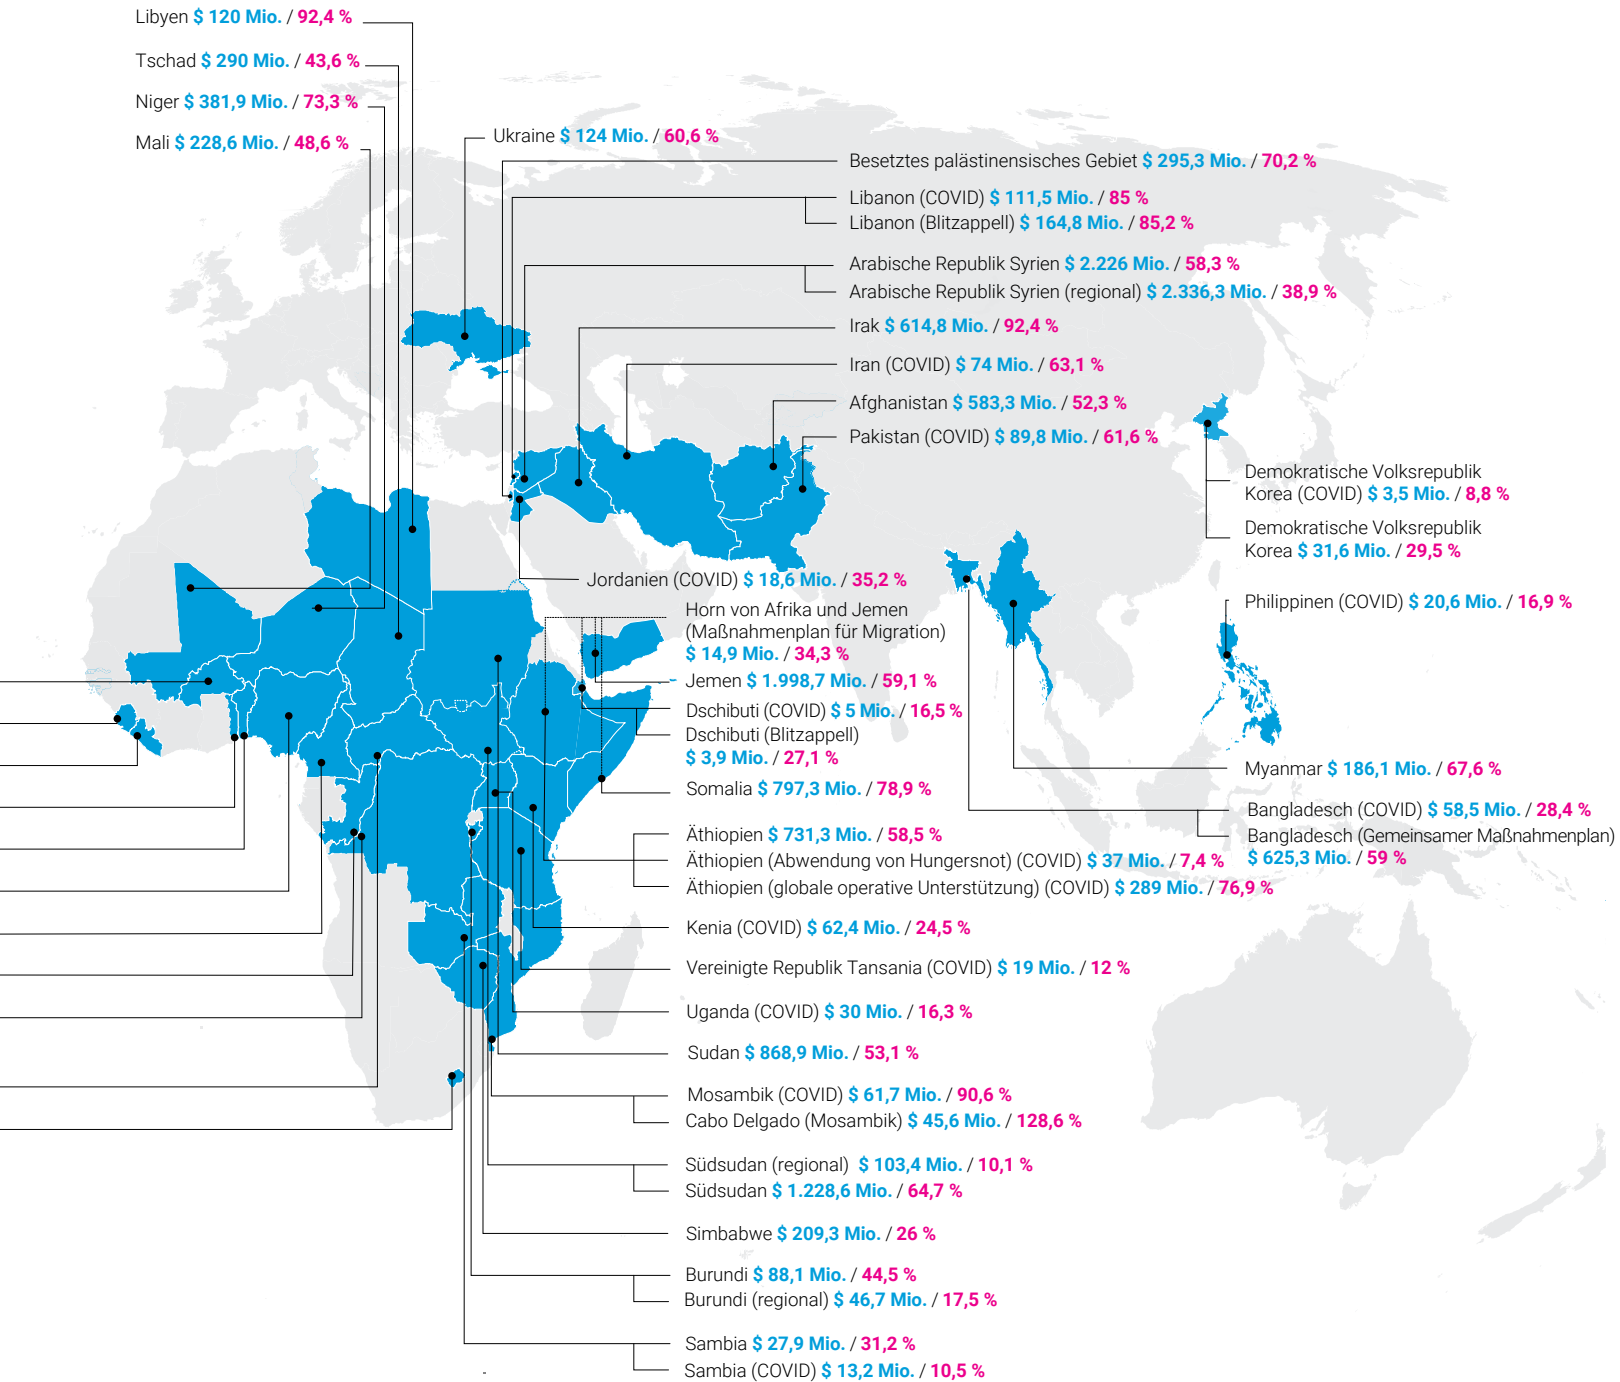 Libyen $ 120 Mio. / 92,4 %
Tschad $ 290 Mio. / 43,6 %
Niger $ 381,9 Mio. / 73,3 %
Mali $ 228,6 Mio. / 48,6 %
Ukraine $ 124 Mio. / 60,6 %
Besetztes palästinensisches Gebiet $ 295,3 Mio. / 70,2 %
Libanon (COVID) $ 111,5 Mio. / 85 %
Libanon (Blitzappell) $ 164,8 Mio. / 85,2 %
Arabische Republik Syrien $ 2.226 Mio. / 58,3 %
Arabische Republik Syrien (regional) $ 2.336,3 Mio. / 38,9 %
Irak $ 614,8 Mio. / 92,4 %
Iran (COVID) $ 74 Mio. / 63,1 %
Afghanistan $ 583,3 Mio. / 52,3 %
Pakistan (COVID) $ 89,8 Mio. / 61,6 %
Demokratische Volksrepublik
Korea (COVID) $ 3,5 Mio. / 8,8 %
Demokratische Volksrepublik
Korea $ 31,6 Mio. / 29,5 %
Philippinen (COVID) $ 20,6 Mio. / 16,9 %
Myanmar $ 186,1 Mio. / 67,6 %
Bangladesch (COVID) $ 58,5 Mio. / 28,4 %
Bangladesch (Gemeinsamer Maßnahmenplan)
$ 625,3 Mio. / 59 %
Jordanien (COVID) $ 18,6 Mio. / 35,2 %
Horn von Afrika und Jemen
(Maßnahmenplan für Migration)
$ 14,9 Mio. / 34,3 %
Jemen $ 1.998,7 Mio. / 59,1 %
Dschibuti (COVID) $ 5 Mio. / 16,5 %
Dschibuti (Blitzappell)
$ 3,9 Mio. / 27,1 %
Somalia $ 797,3 Mio. / 78,9 %
Äthiopien $ 731,3 Mio. / 58,5 %
Äthiopien (Abwendung von Hungersnot) (COVID) $ 37 Mio. / 7,4 %
Äthiopien (globale operative Unterstützung) (COVID) $ 289 Mio. / 76,9 %
Kenia (COVID) $ 62,4 Mio. / 24,5 %
Vereinigte Republik Tansania (COVID) $ 19 Mio. / 12 %
Uganda (COVID) $ 30 Mio. / 16,3 %
Sudan $ 868,9 Mio. / 53,1 %
Mosambik (COVID) $ 61,7 Mio. / 90,6 %
Cabo Delgado (Mosambik) $ 45,6 Mio. / 128,6 %
Südsudan (regional) $ 103,4 Mio. / 10,1 %
Südsudan $ 1.228,6 Mio. / 64,7 %
Simbabwe $ 209,3 Mio. / 26 %
Burundi $ 88,1 Mio. / 44,5 %
Burundi (regional) $ 46,7 Mio. / 17,5 %
Sambia $ 27,9 Mio. / 31,2 %
Sambia (COVID) $ 13,2 Mio. / 10,5 %